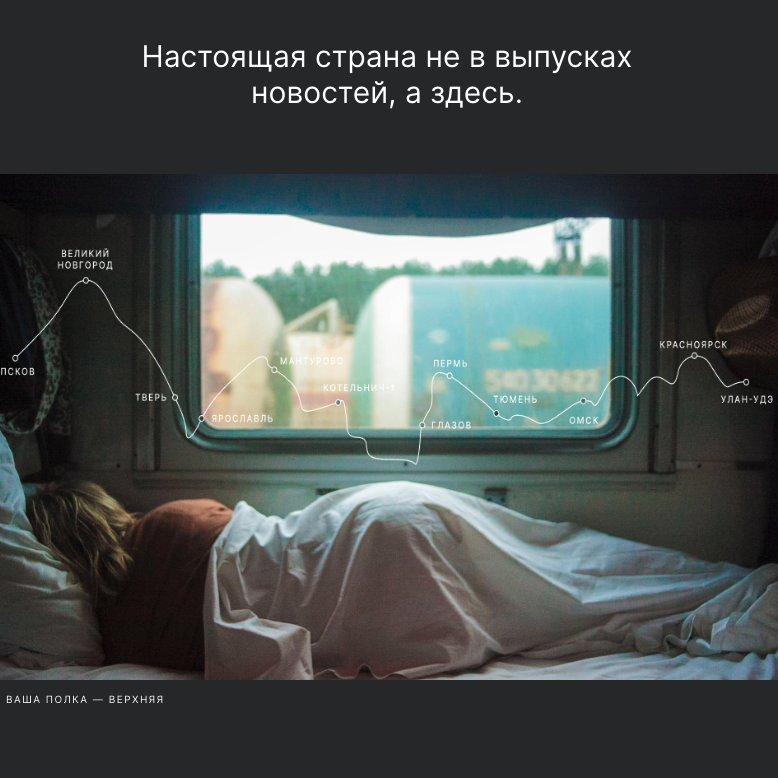 Настоящая страна не в выпусках
новостей, а здесь.
ВЕЛИКИЙ
НОВГОРОД
ПСКОВ
ТВЕРЬ
ЯРОСЛАВЛЬ
МАНТУРОВО
КОТЕЛЬНИЧ-1
ГЛАЗОВ
ПЕРМЬ
ТЮМЕНЬ
ОМСК
КРАСНОЯРСК
УЛАН-УДЭ
54030622
ВАША ПОЛКА — ВЕРХНЯЯ